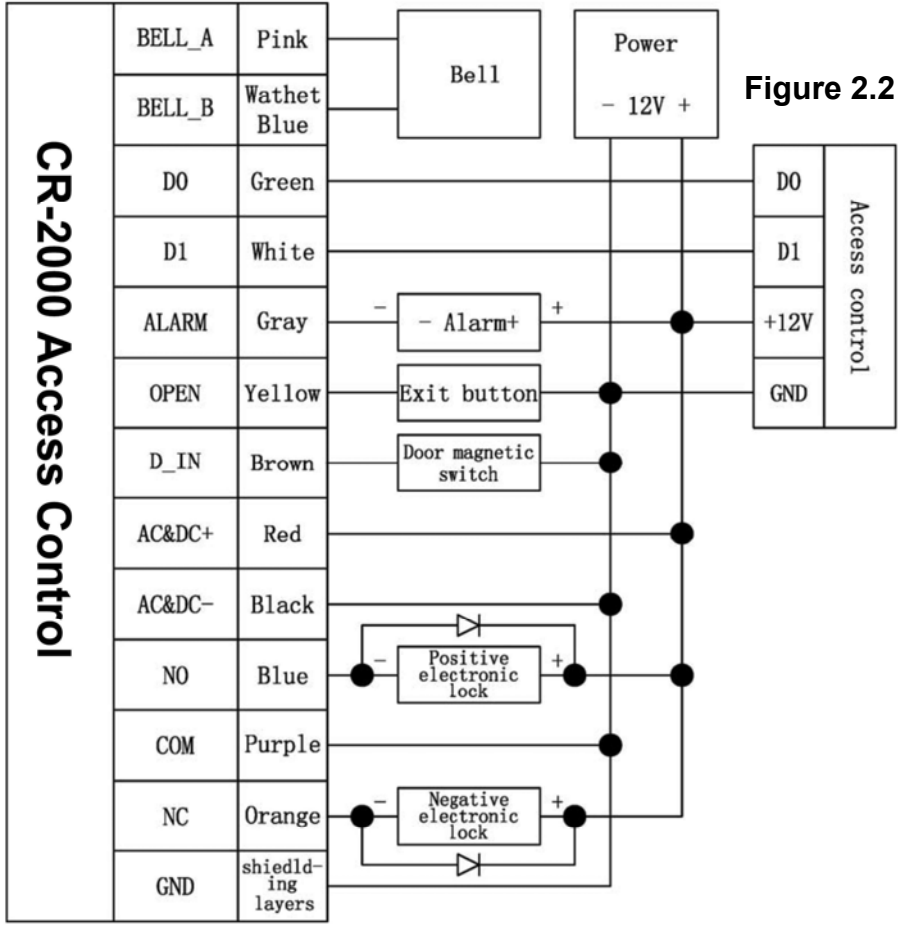 CR-2000 Access Control
BELL_A Pink
BELL_B Wathet
Blue
D0 Green
D1 White
ALARM Gray
OPEN Yellow
D_IN Brown
AC&DC+ Red
AC&DC- Black
NO Blue
COM Purple
NC Orange
GND shiedld-
ing
layers
Bell
Power
- 12V +
Figure 2.2
- - Alarm+ +
Exit button
Door magnetic
switch
- Positive +
electronic
lock
- Negative +
electronic
lock
D0
D1
+12V
GND
Access control